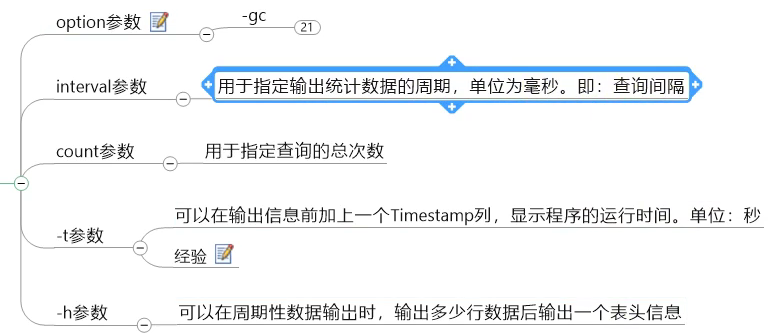 option参数
-gc
21
interval参数
用于指定输出统计数据的周期，单位为毫秒。即：查询间隔
count参数
用于指定查询的总次数
-t参数
可以在输出信息前加上一个Timestamp列，显示程序的运行时间。单位：秒
经验
-h参数
可以在周期性数据输出时，输出多少行数据后输出一个表头信息